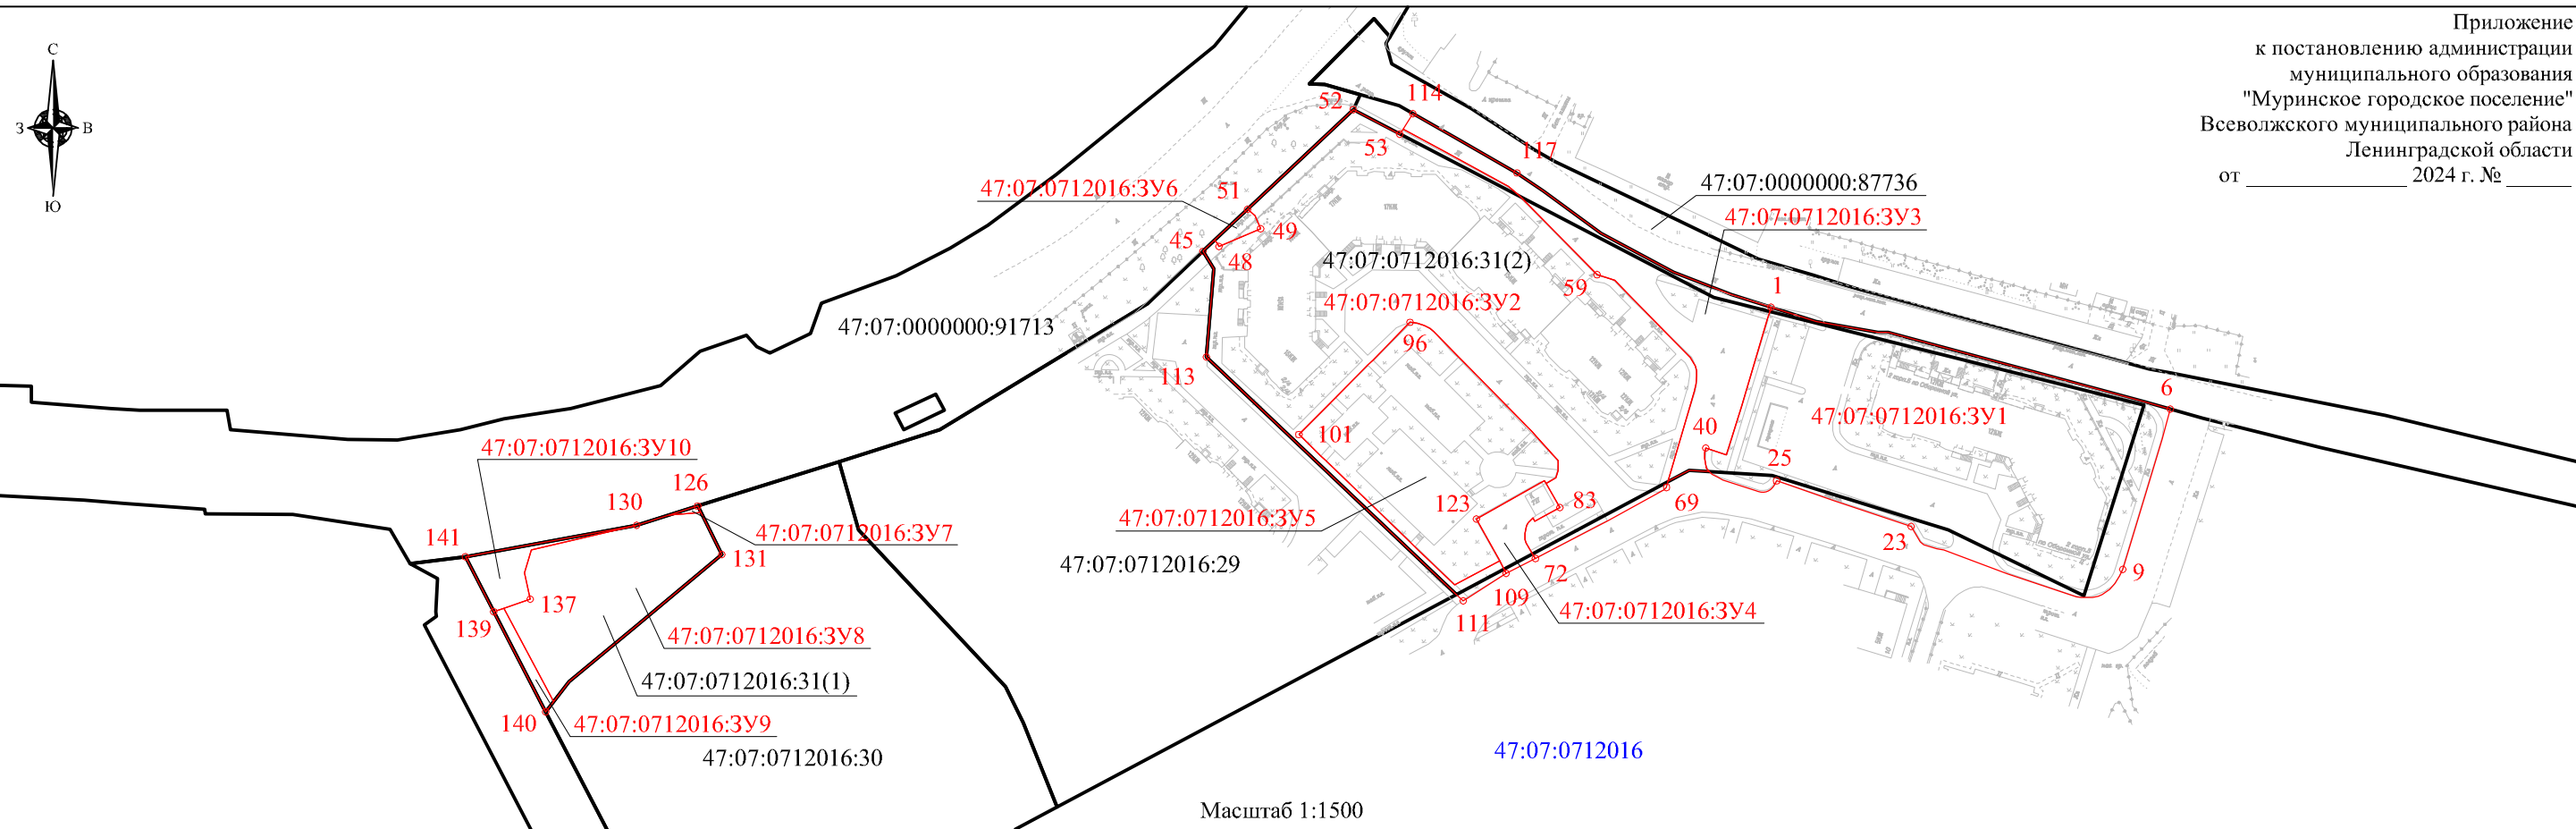 Приложение
к постановлению администрации
муниципального образования
"Муринское городское поселение"
Всеволжского муниципального района
Ленинградской области
от _______________ 2024 г. № ______
С
З
В
Ю
52
114
53
117
51
47:07:0712016:ЗУ6
47:07:0000000:87736
47:07:0712016:ЗУ3
45
49
48
47:07:0712016:31(2)
59
1
47:07:0712016:ЗУ2
47:07:0000000:91713
96
113
6
47:07:0712016:ЗУ1
101
40
25
47:07:0712016:ЗУ10
126
130
123
83
69
47:07:0712016:ЗУ5
23
141
47:07:0712016:ЗУ7
131
47:07:0712016:29
72
9
109
137
47:07:0712016:ЗУ4
111
139
47:07:0712016:ЗУ8
47:07:0712016:31(1)
140
47:07:0712016:ЗУ9
47:07:0712016:30
47:07:0712016
Масштаб 1:1500